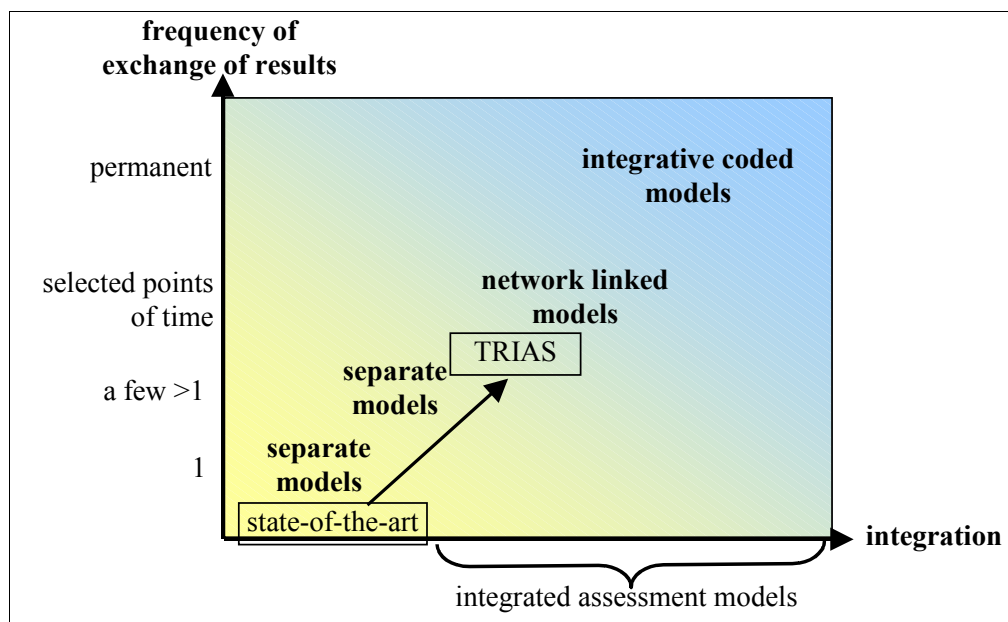 frequency of
exchange of results
permanent
integrative coded
models
selected points
of time
network linked
models
TRIAS
a few >1
separate
models
1
separate
models
state-of-the-art
integration
integrated assessment models